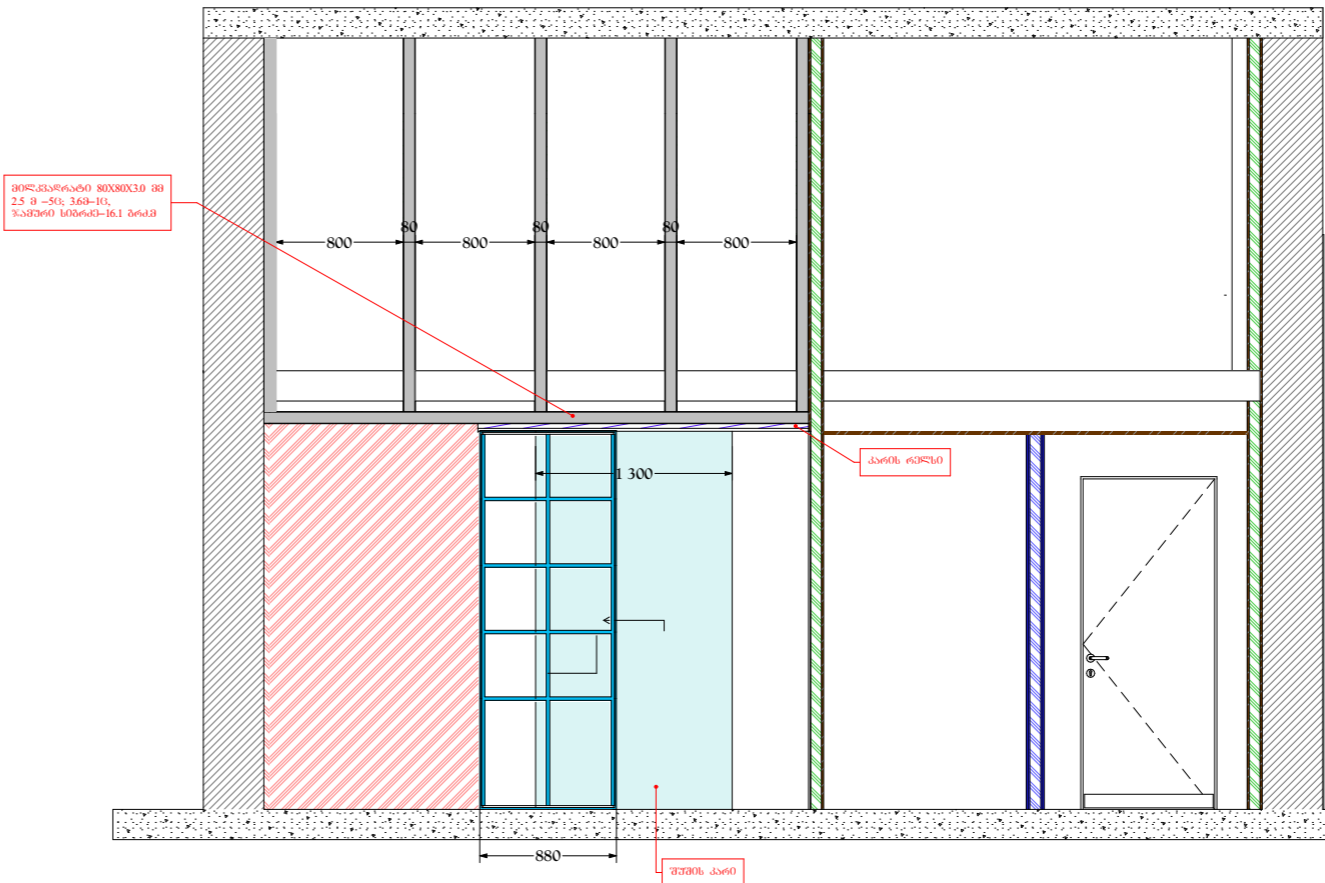 მილკვადრატი 80X80X3.0 მმ
2.5 მ -5ც; 3.6მ-1ც,
ჯამური სიგრძე-16.1 გრძ.მ
80 80 80
800 800 800 800
კარის რელსი
1 300
880
შუშის კარი